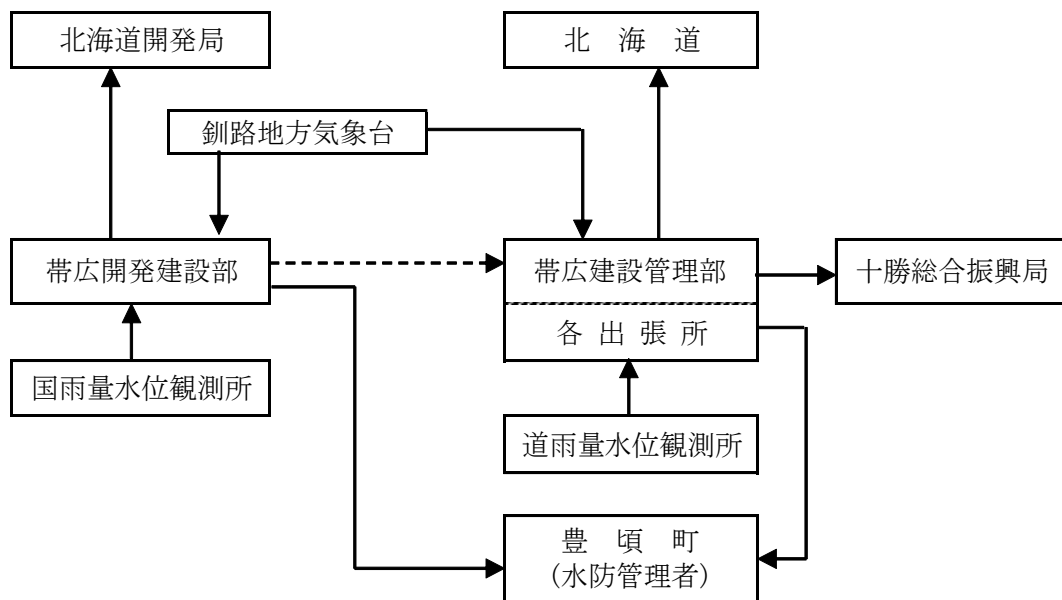 北海道開発局
北 海 道
釧路地方気象台
帯広開発建設部
帯広建設管理部
十勝総合振興局
各 出 張 所
国雨量水位観測所
道雨量水位観測所
豊 頃 町
(水防管理者)